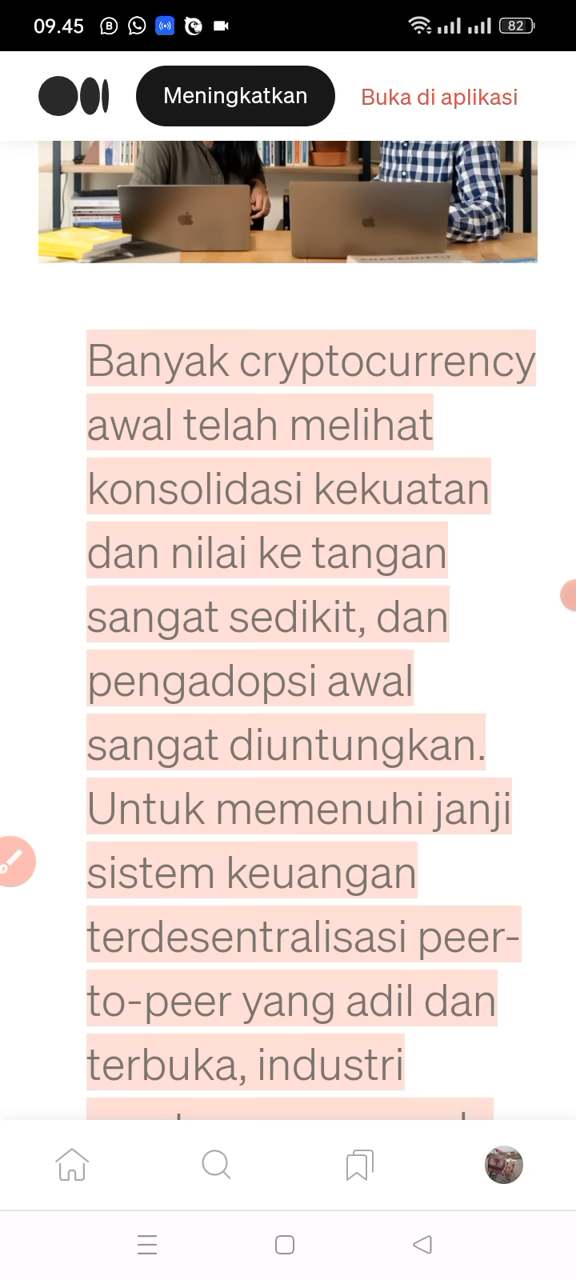 09.45
82
Meningkatkan
Buka di aplikasi
Banyak cryptocurrency
awal telah melihat
konsolidasi kekuatan
dan nilai ke tangan
sangat sedikit, dan
pengadopsi awal
sangat diuntungkan.
Untuk memenuhi janji
sistem keuangan
terdesentralisasi peer-
to-peer yang adil dan
terbuka, industri